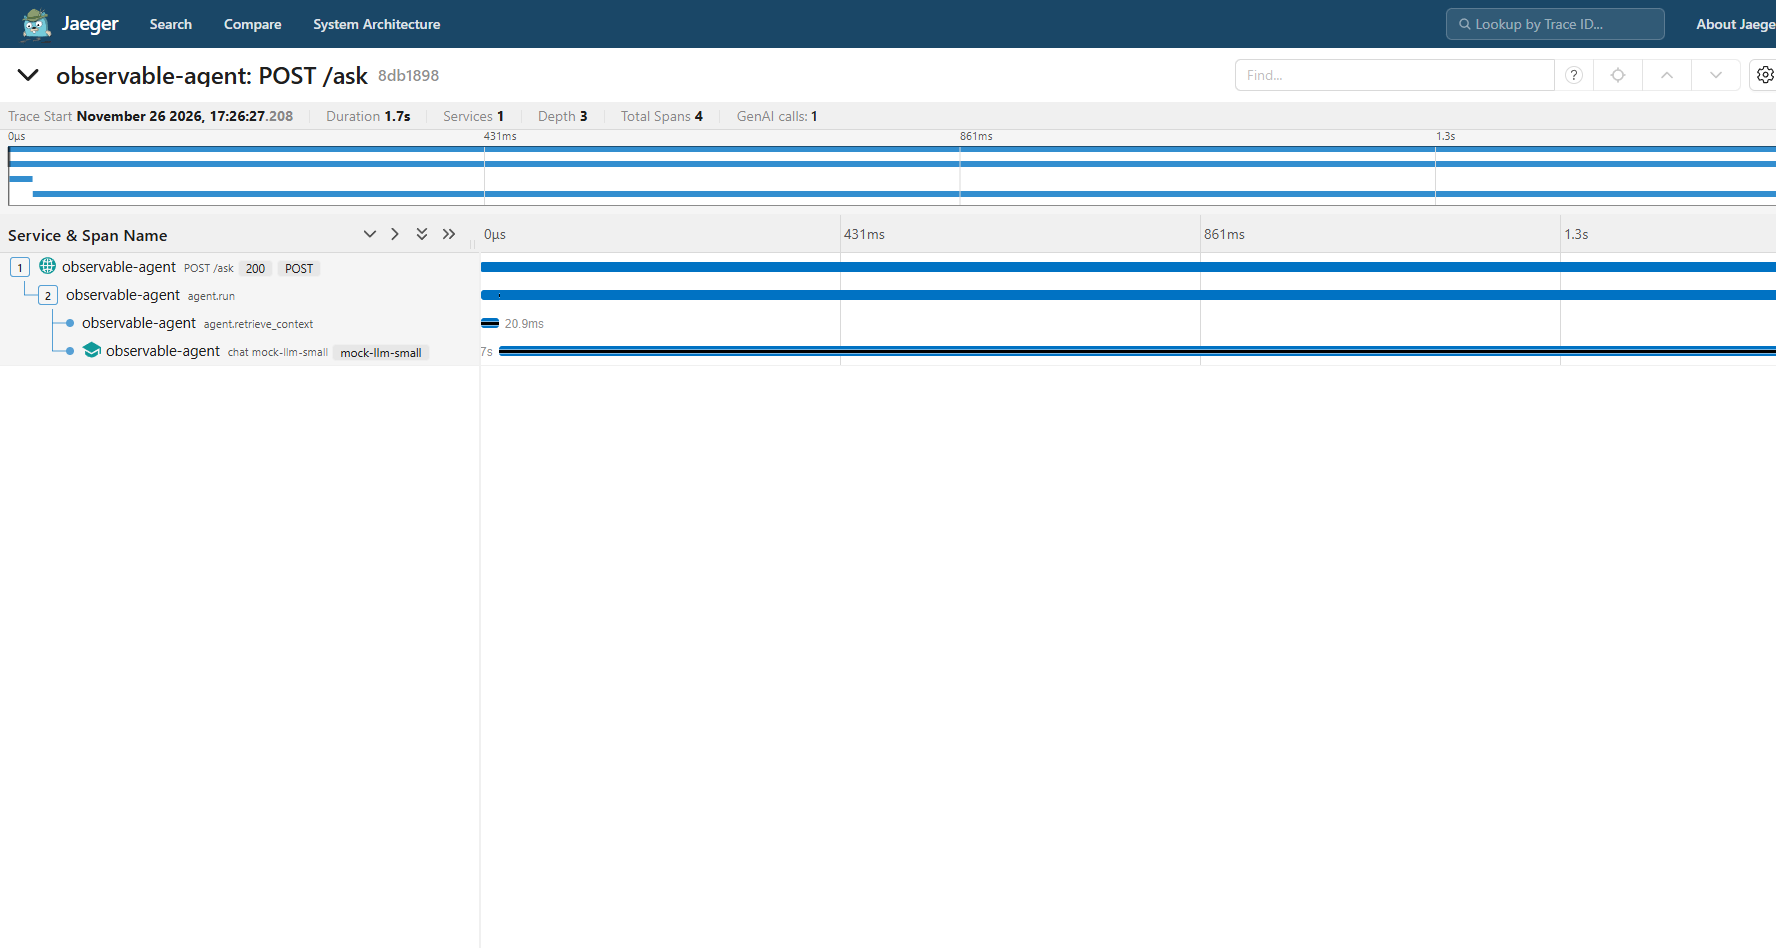 Jaeger Search Compare System Architecture Lookup by Trace ID... About Jaege
observable-agent: POST /ask 8db1898 Find... ?
Trace Start November 26 2026, 17:26:27.208 Duration 1.7s Services 1 Depth 3 Total Spans 4 GenAI calls: 1
0μs 431ms 861ms 1.3s
Service & Span Name 0μs 431ms 861ms 1.3s
1 observable-agent POST /ask 200 POST
2 observable-agent agent.run
observable-agent agent.retrieve_context 20.9ms
observable-agent chat mock-llm-small mock-llm-small 7s